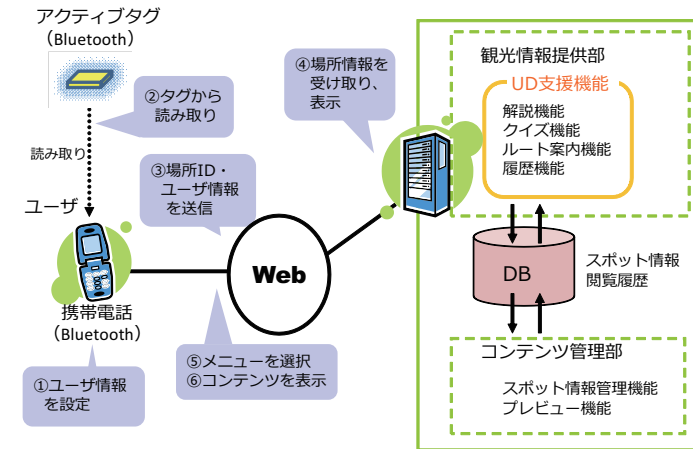 アクティブタグ
（Bluetooth）
②タグから
読み取り
読み取り
ユーザ
③場所ID・
ユーザ情報
を送信
携帯電話
（Bluetooth）
①ユーザ情報
を設定
Web
⑤メニューを選択
⑥コンテンツを表示
④場所情報を
受け取り、
表示
観光情報提供部
UD支援機能
解説機能
クイズ機能
ルート案内機能
履歴機能
DB
スポット情報
閲覧履歴
コンテンツ管理部
スポット情報管理機能
プレビュー機能